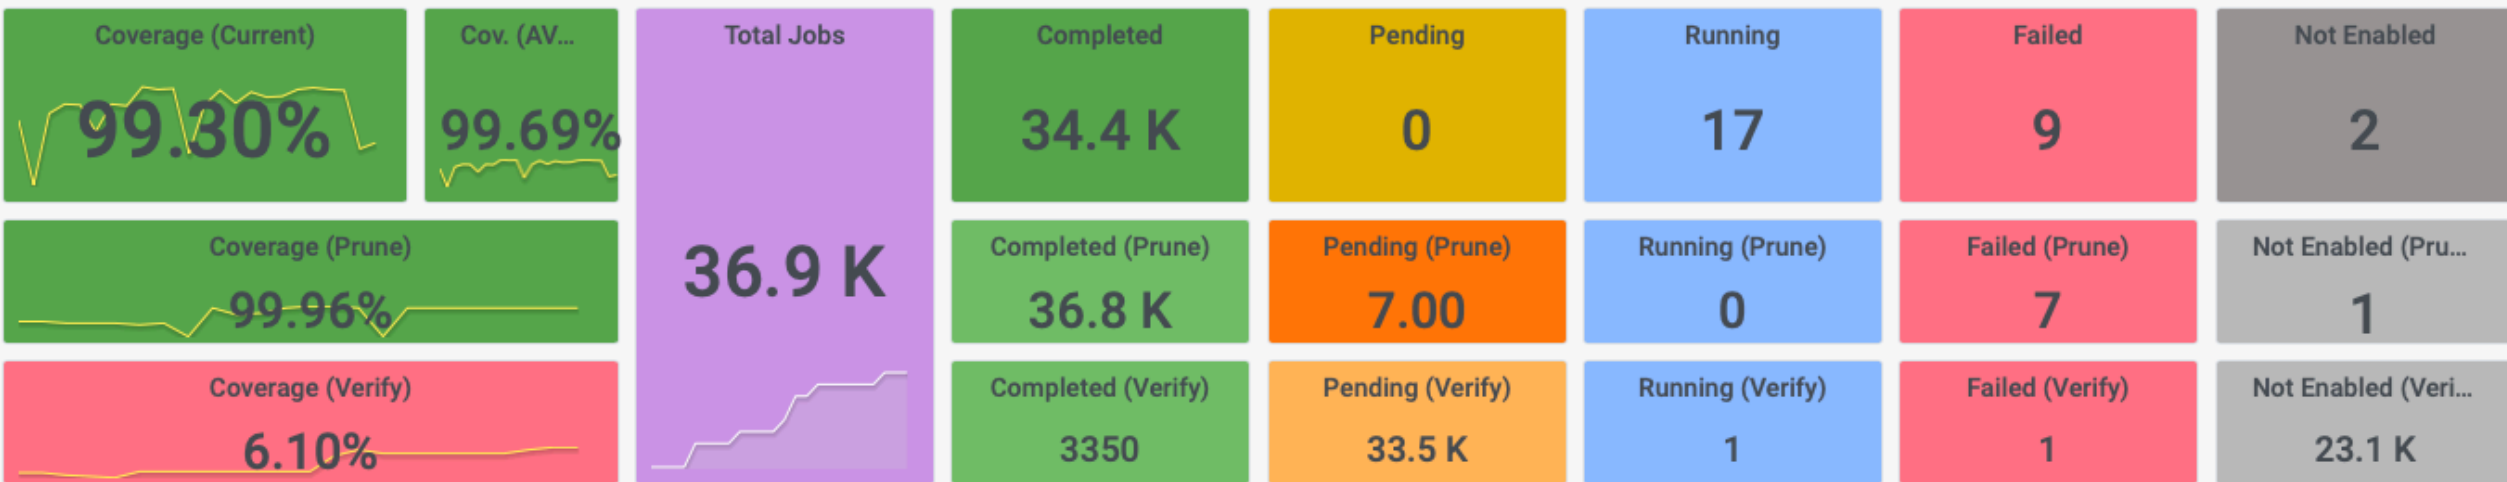 Coverage (Current)
99.30%
Cov. (AV...
99.69%
Total Jobs
36.9 K
Completed
34.4 K
Pending
0
Running
17
Failed
9
Not Enabled
2
Coverage (Prune)
99.96%
Completed (Prune)
36.8 K
Pending (Prune)
7.00
Running (Prune)
0
Failed (Prune)
7
Not Enabled (Pru...
1
Coverage (Verify)
6.10%
Completed (Verify)
3350
Pending (Verify)
33.5 K
Running (Verify)
1
Failed (Verify)
1
Not Enabled (Veri...
23.1 K